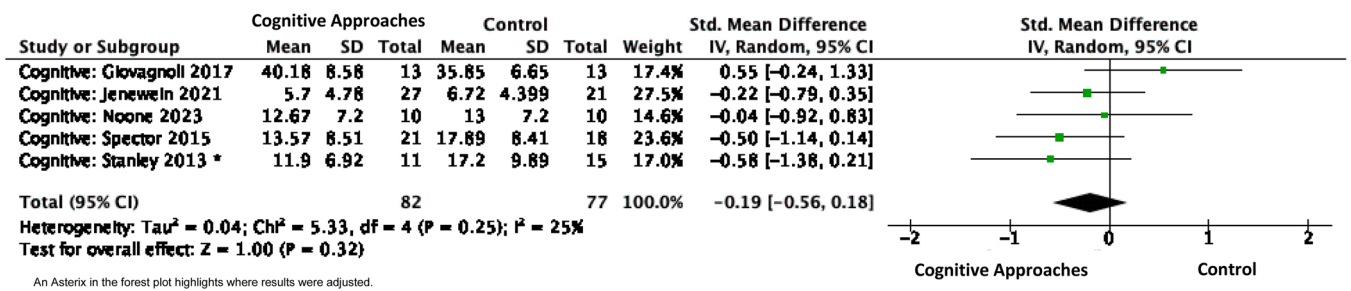 Cognitive Approaches Control Std. Mean Difference Std. Mean Difference
Study or Subgroup Mean SD Total Mean SD Total Weight IV, Random, 95% CI IV, Random, 95% CI
Cognitive: Giovagnoli 2017 40.18 8.58 13 35.85 6.65 13 17.4% 0.55 [-0.24, 1.33]
Cognitive: Jenewein 2021 5.7 4.78 27 6.72 4.399 21 27.5% -0.22 [-0.79, 0.35]
Cognitive: Noone 2023 12.67 7.2 10 13 7.2 10 14.6% -0.04 [-0.92, 0.83]
Cognitive: Spector 2015 13.57 8.51 21 17.89 8.41 18 23.6% -0.50 [-1.14, 0.14]
Cognitive: Stanley 2013 * 11.9 6.92 11 17.2 9.89 15 17.0% -0.58 [-1.38, 0.21]
Total (95% CI) 82 77 100.0% -0.19 [-0.56, 0.18]
Heterogeneity: Tau² = 0.04; Chi² = 5.33, df = 4 (P = 0.25); I² = 25%
Test for overall effect: Z = 1.00 (P = 0.32)
-2 -1 0 1 2
Cognitive Approaches Control
An Asterix in the forest plot highlights where results were adjusted.